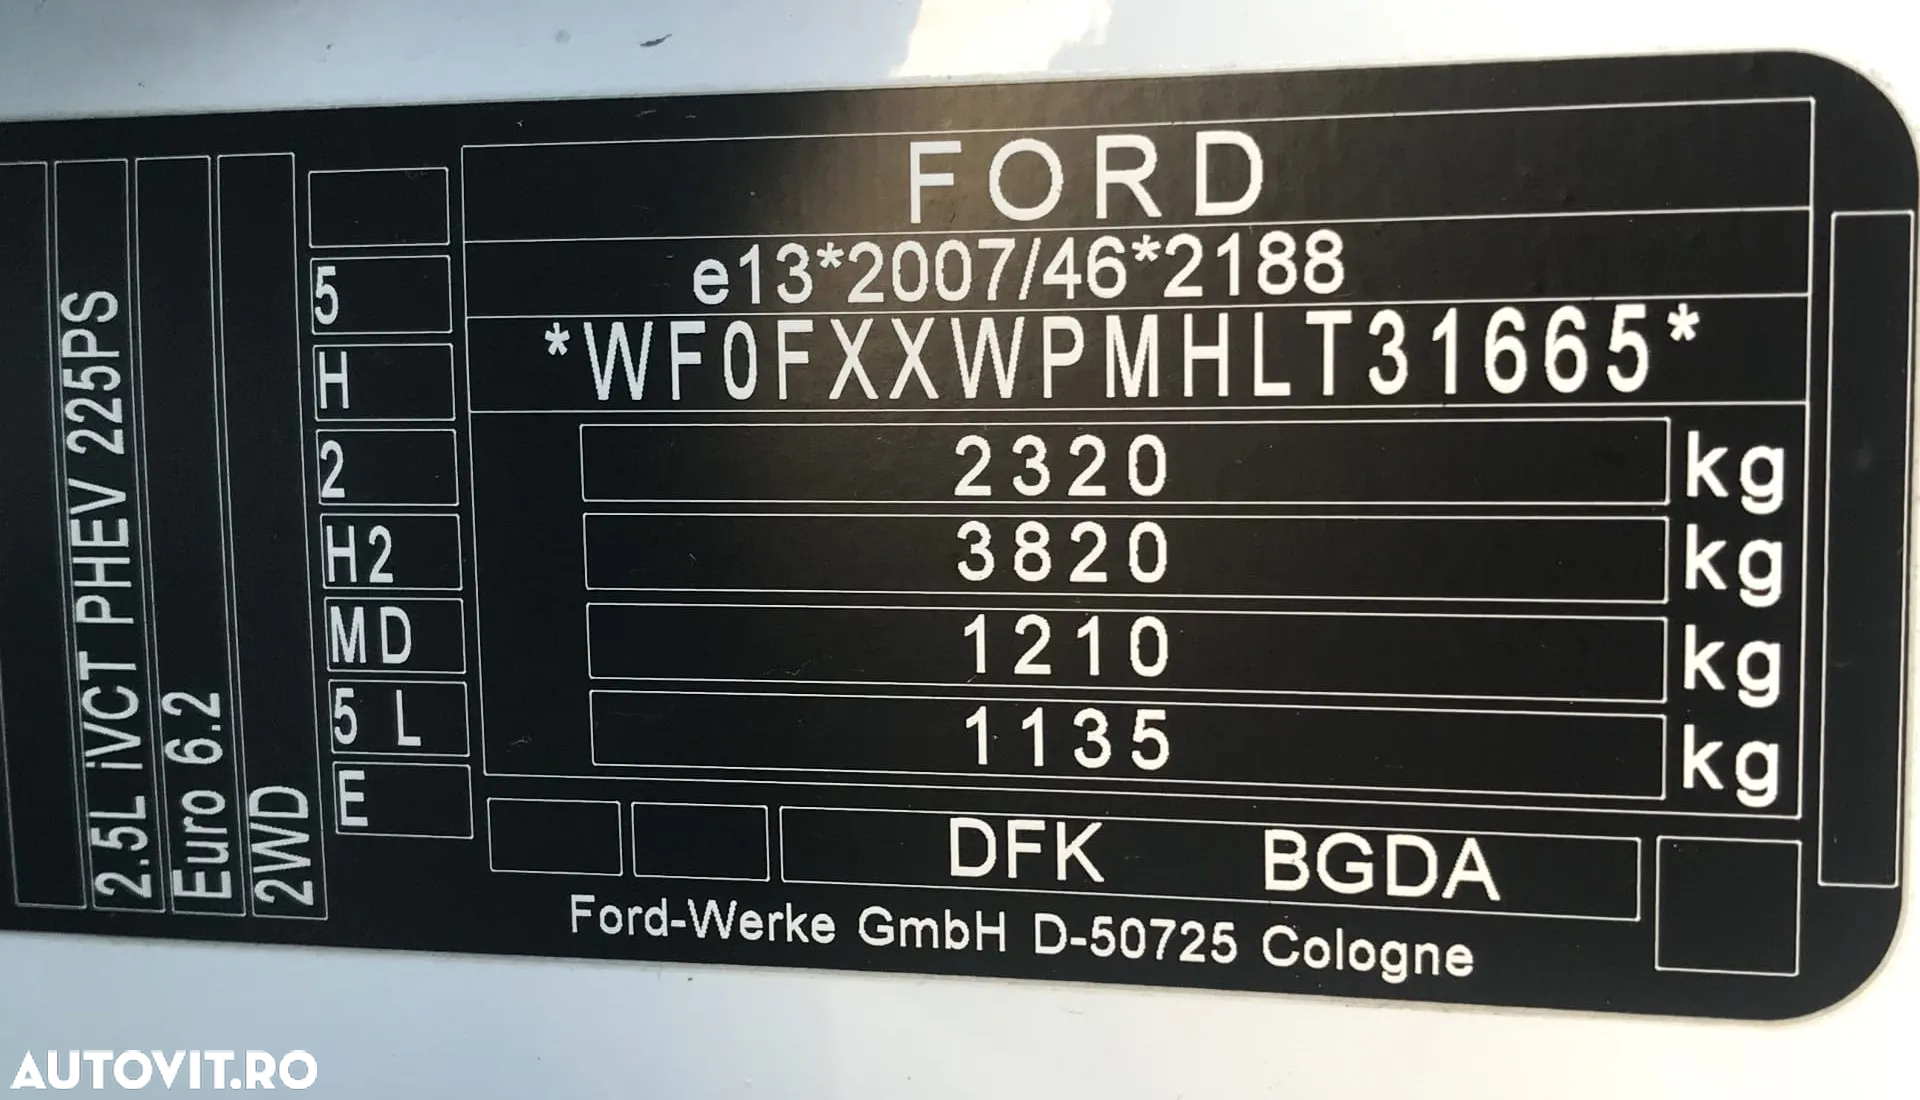 FORD
e13*2007/46*2188
*WF0FXXWPMHLT31665*
2320 kg
3820 kg
1210 kg
1135 kg
DFK BGDA
Ford-Werke GmbH D-50725 Cologne
5
H
2
H2
MD
5 L
E
2.5L iVCT PHEV 225PS
Euro 6.2
2WD
AUTOVIT.RO